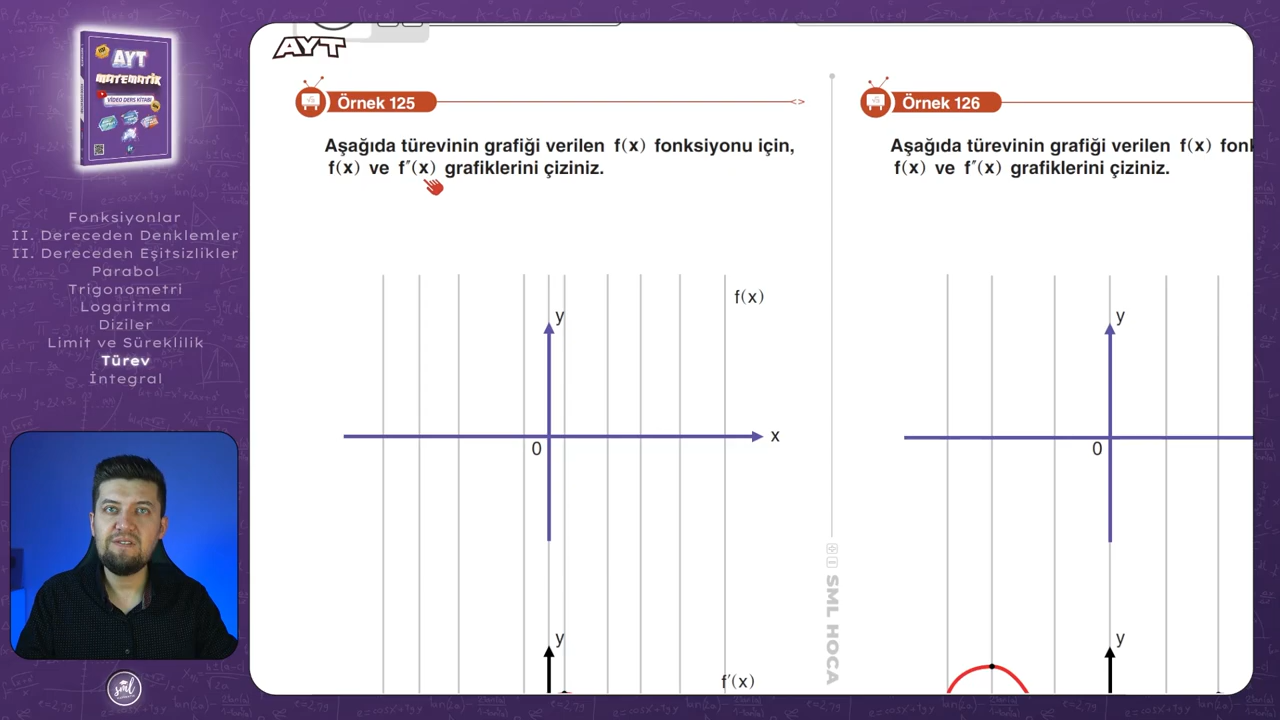 AYT
MATEMATİK
VİDEO DERS KİTABI
Fonksiyonlar
II. Dereceden Denklemler
II. Dereceden Eşitsizlikler
Parabol
Trigonometri
Logaritma
Diziler
Limit ve Süreklilik
Türev
İntegral
sml
AYT
Örnek 125
Aşağıda türevinin grafiği verilen f(x) fonksiyonu için,
f(x) ve f″(x) grafiklerini çiziniz.
f(x)
y
x
0
y
f′(x)
SML HOCA
Örnek 126
Aşağıda türevinin grafiği verilen f(x) fonk
f(x) ve f″(x) grafiklerini çiziniz.
y
0
y